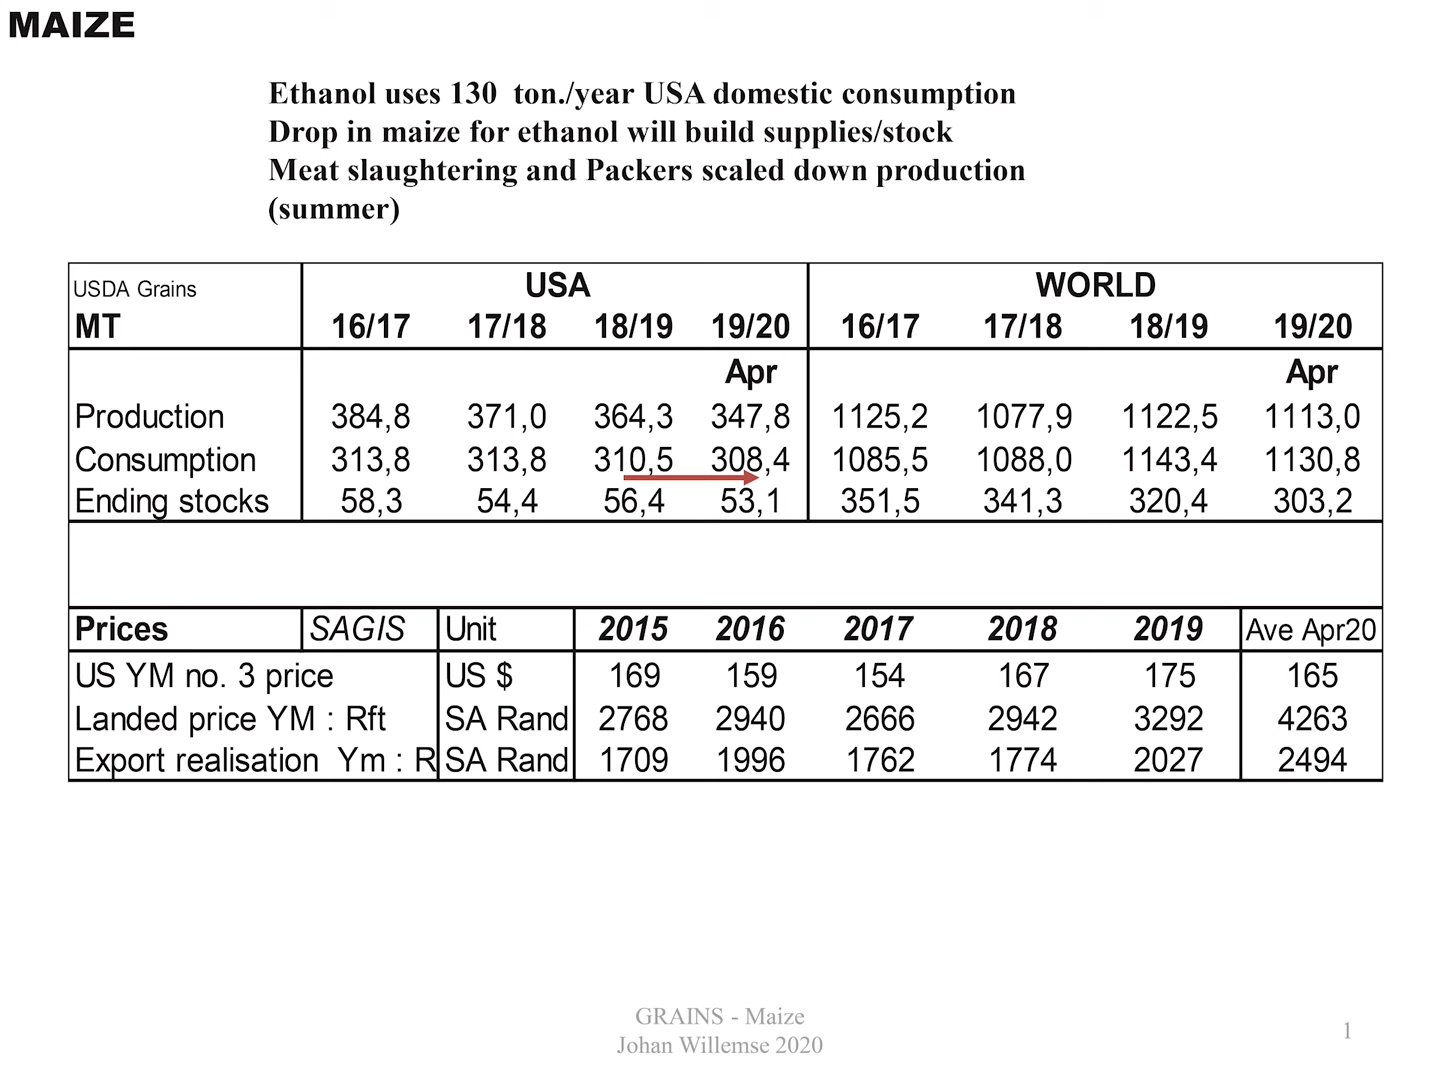 MAIZE
Ethanol uses 130  ton./year USA domestic consumption
Drop in maize for ethanol will build supplies/stock
Meat slaughtering and Packers scaled down production
(summer)
USDA Grains USA WORLD
MT 16/17 17/18 18/19 19/20 16/17 17/18 18/19 19/20
Apr Apr
Production 384,8 371,0 364,3 347,8 1125,2 1077,9 1122,5 1113,0
Consumption 313,8 313,8 310,5 308,4 1085,5 1088,0 1143,4 1130,8
Ending stocks 58,3 54,4 56,4 53,1 351,5 341,3 320,4 303,2
Prices SAGIS Unit 2015 2016 2017 2018 2019 Ave Apr20
US YM no. 3 price US $ 169 159 154 167 175 165
Landed price YM : Rft SA Rand 2768 2940 2666 2942 3292 4263
Export realisation  Ym : R SA Rand 1709 1996 1762 1774 2027 2494
GRAINS - Maize
Johan Willemse 2020
1